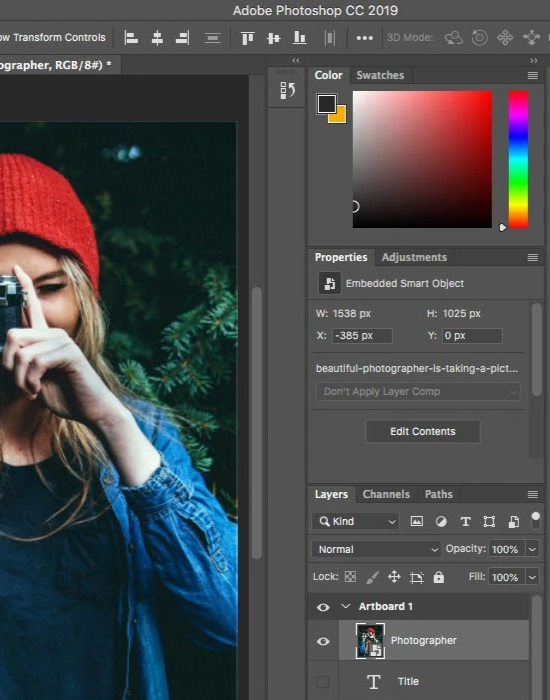 Adobe Photoshop CC 2019
ow Transform Controls
3D Mode:
ographer, RGB/8#) *
Color Swatches
Properties Adjustments
Embedded Smart Object
W: 1538 px H: 1025 px
X: -385 px Y: 0 px
beautiful-photographer-is-taking-a-pict...
Don't Apply Layer Comp
Edit Contents
Layers Channels Paths
Kind
Normal Opacity: 100%
Lock: Fill: 100%
Artboard 1
Photographer
T Title